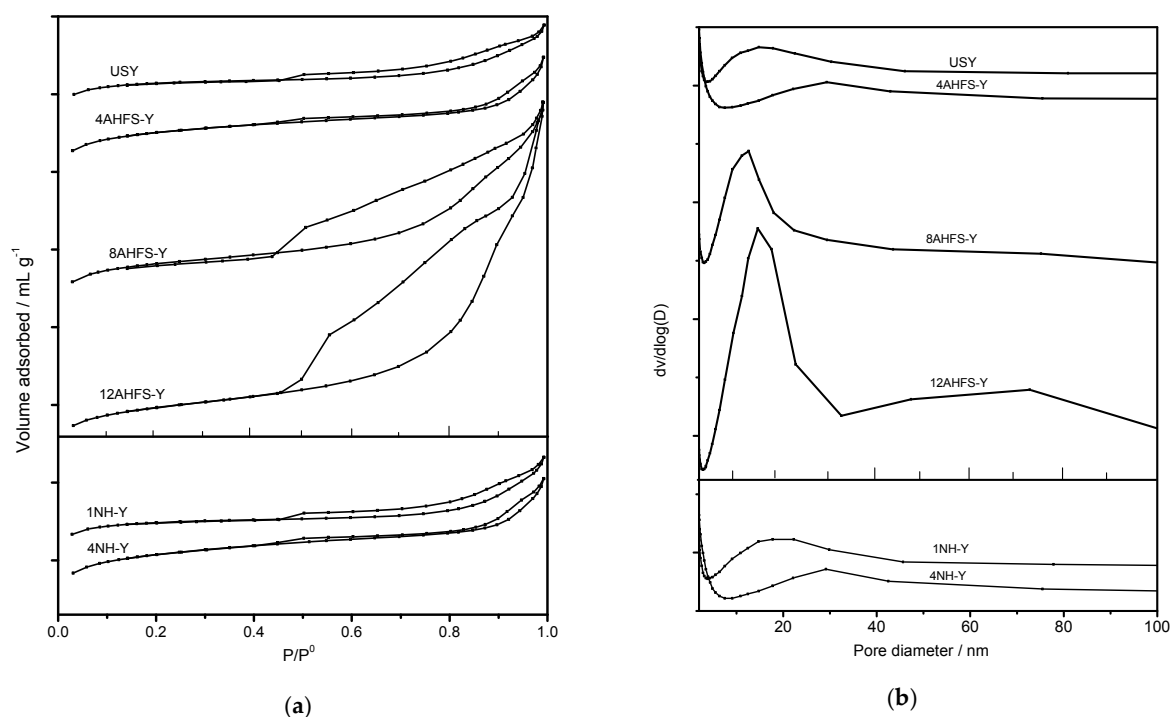 USY
4AHFS-Y
8AHFS-Y
12AHFS-Y
1NH-Y
4NH-Y
Volume adsorbed / mL g⁻¹
0.0 0.2 0.4 0.6 0.8 1.0
P/P⁰
(a)
USY
4AHFS-Y
8AHFS-Y
12AHFS-Y
1NH-Y
4NH-Y
dv/dlog(D)
20 40 60 80 100
Pore diameter / nm
(b)